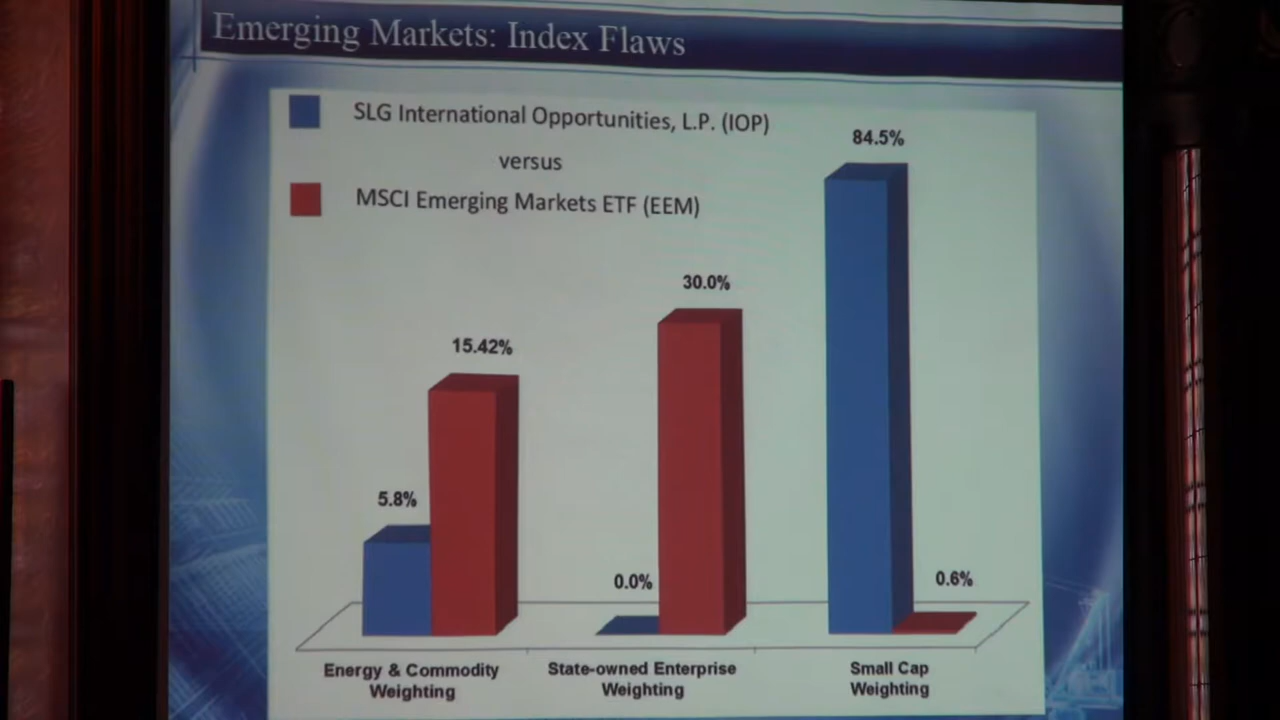 Emerging Markets: Index Flaws
SLG International Opportunities, L.P. (IOP)
versus
MSCI Emerging Markets ETF (EEM)
84.5%
30.0%
15.42%
5.8%
0.0%
0.6%
Energy & Commodity
Weighting
State-owned Enterprise
Weighting
Small Cap
Weighting